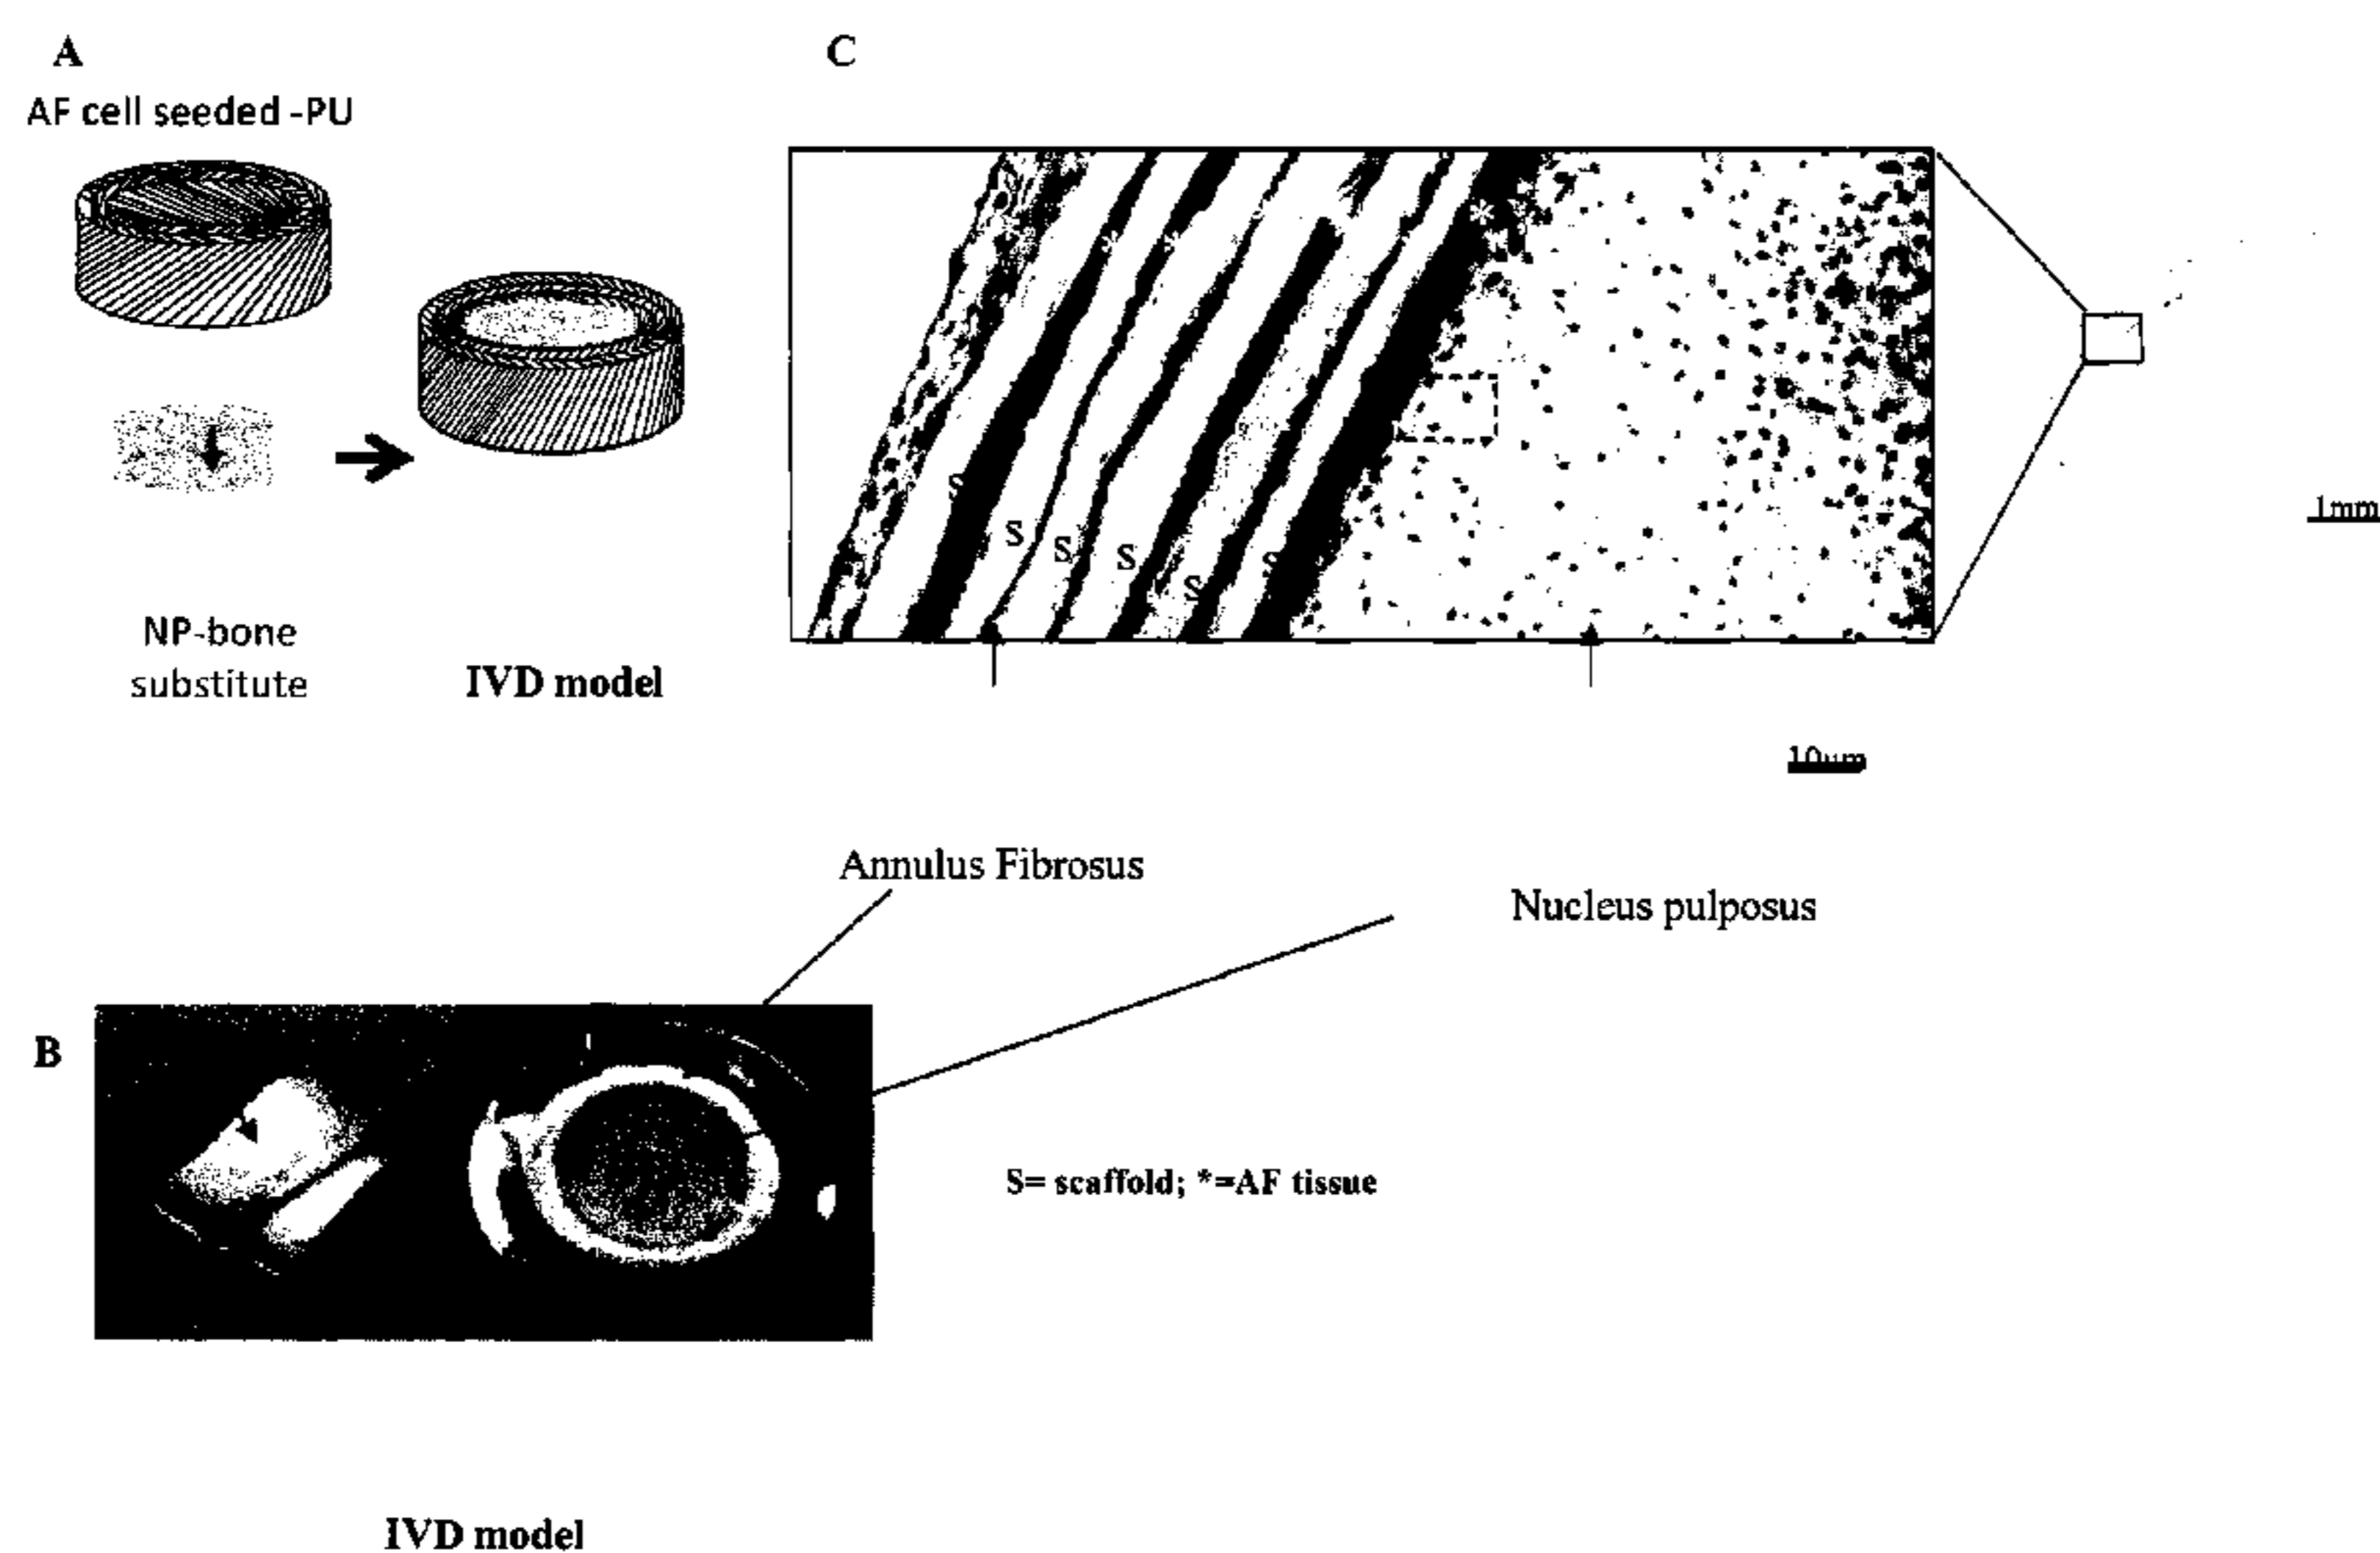 A
AF cell seeded -PU
NP-bone
substitute
IVD model
C
*
*
*
*
*
S
S
S
S
S
S
1mm
10µm
Annulus Fibrosus
Nucleus pulposus
B
S= scaffold; *=AF tissue
IVD model